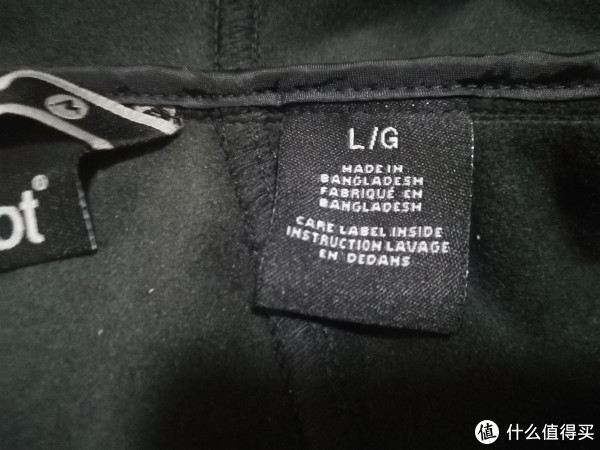 L/G
MADE IN
BANGLADESH
FABRIQUÉ EN
BANGLADESH
CARE LABEL INSIDE
INSTRUCTION LAVAGE
EN DEDANS
ot®
值 什么值得买